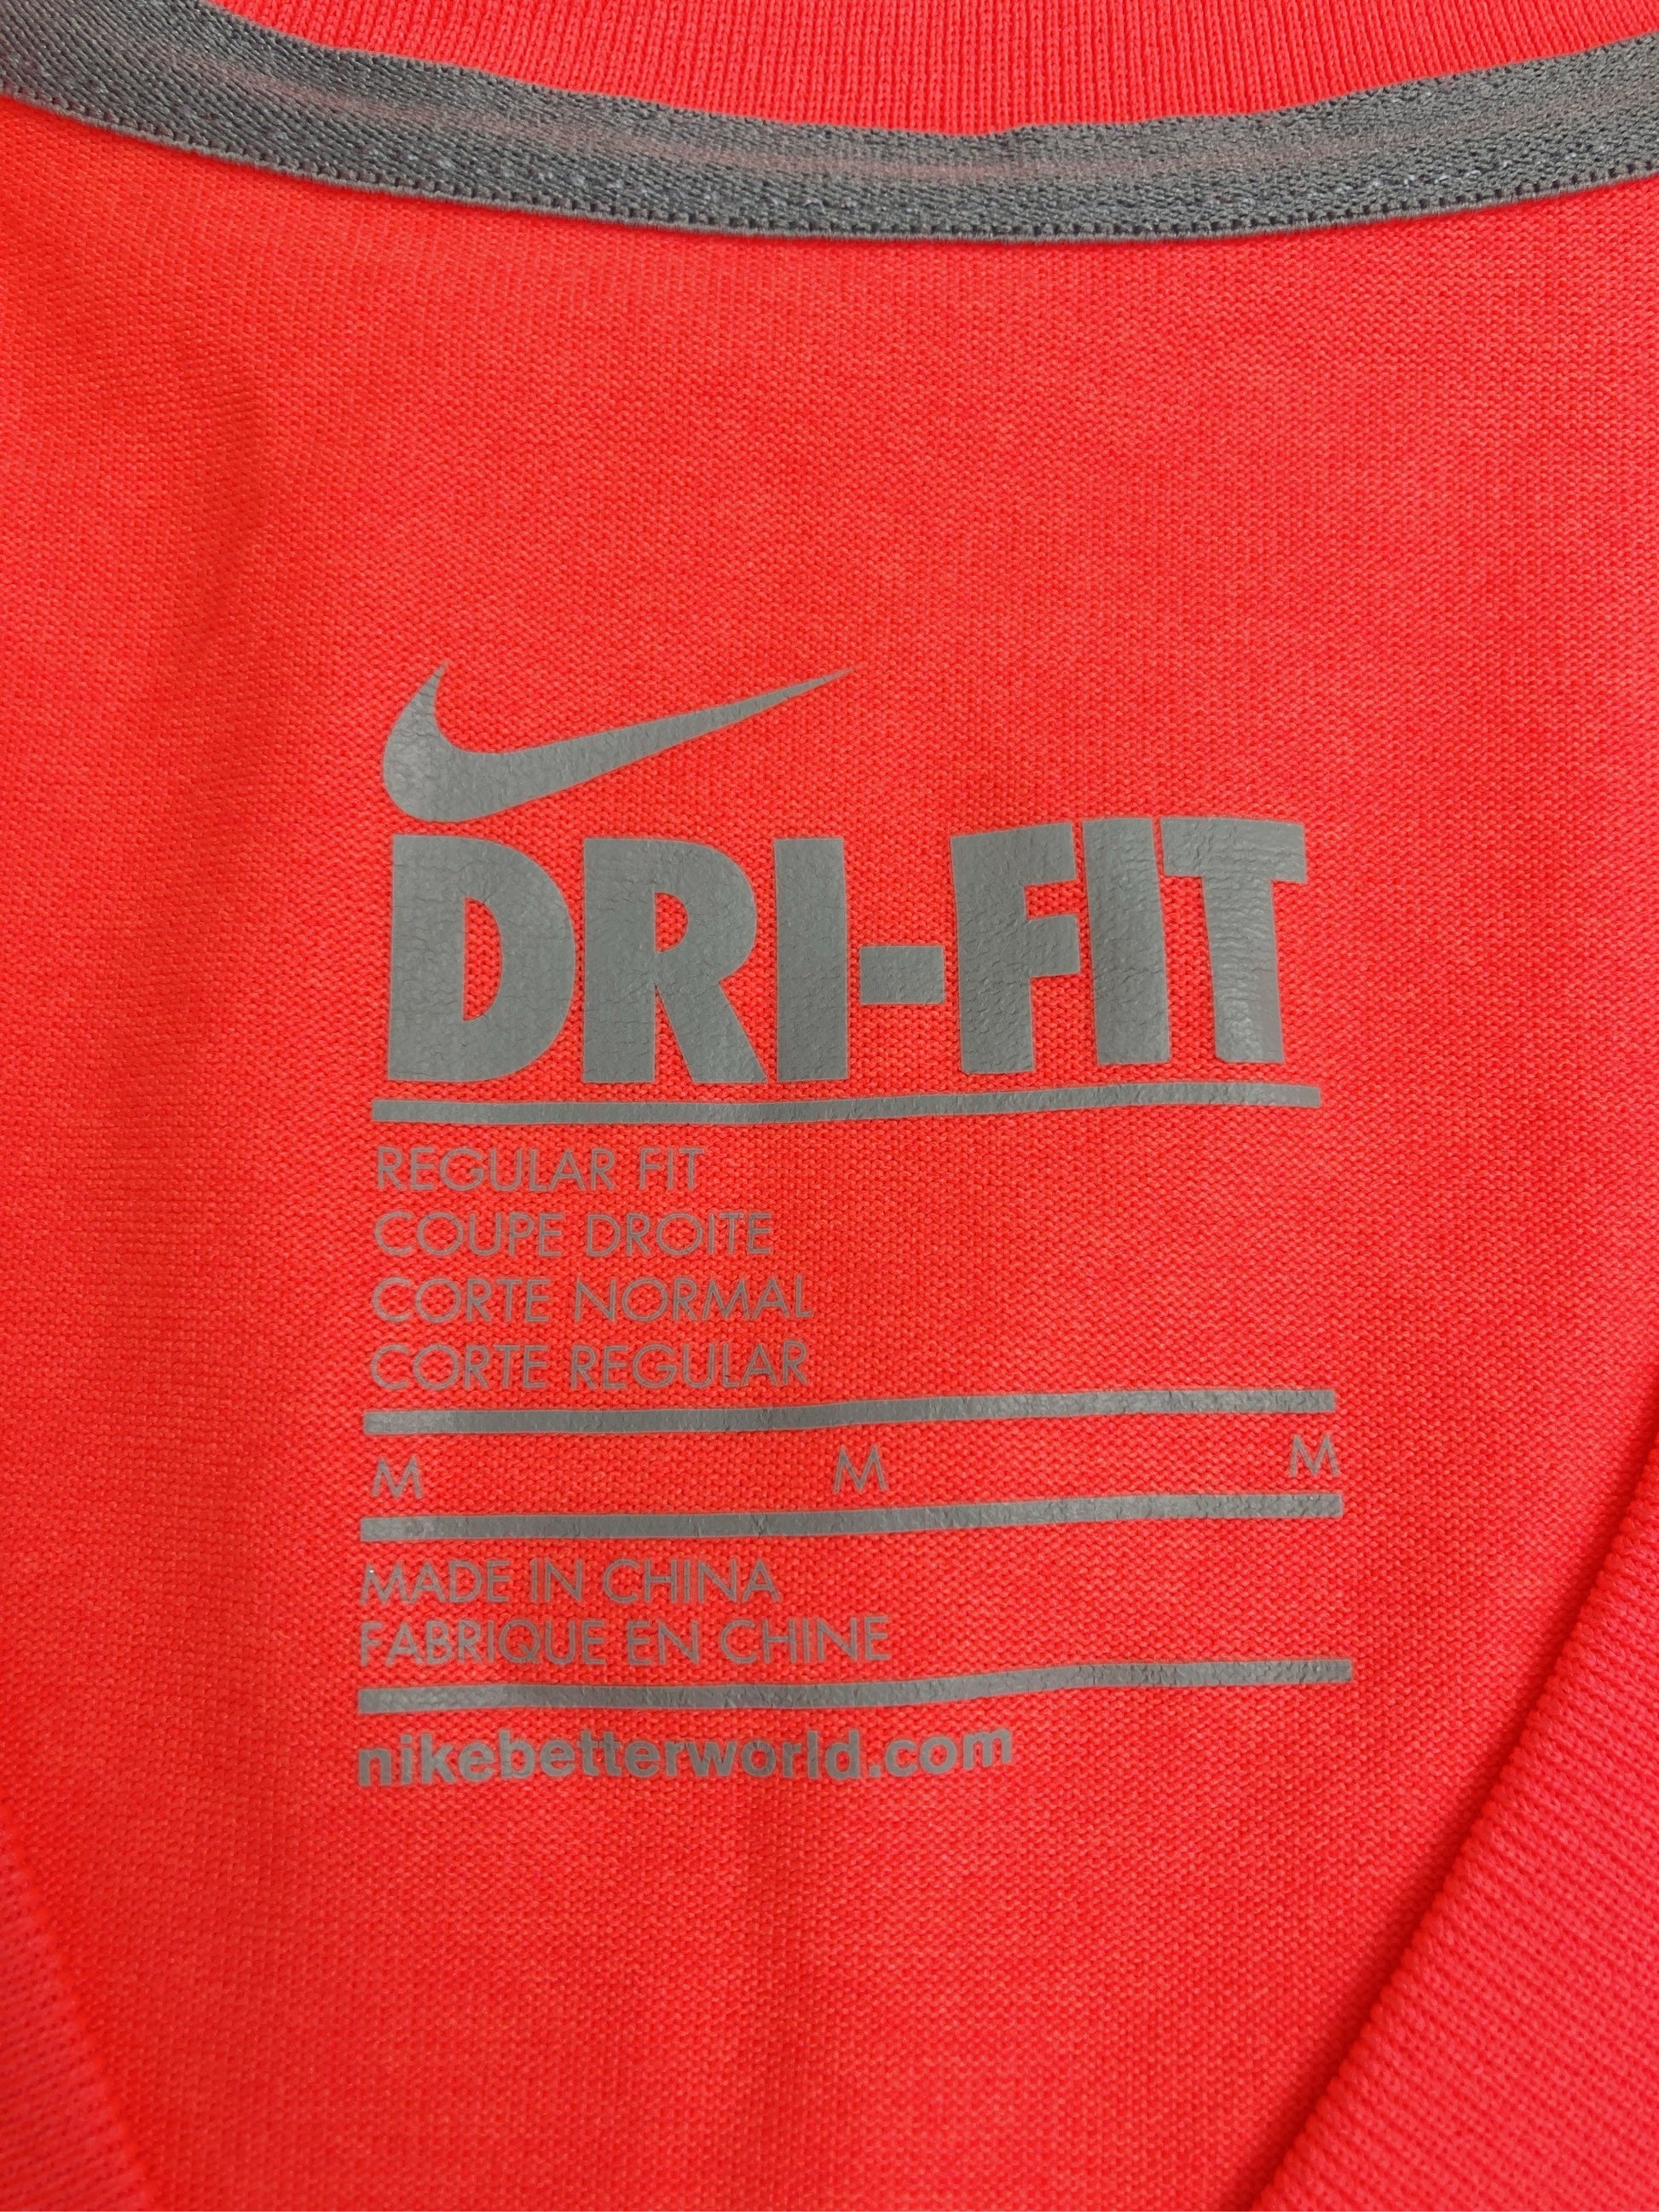 DRI-FIT
REGULAR FIT
COUPE DROITE
CORTE NORMAL
CORTE REGULAR
M M M
MADE IN CHINA
FABRIQUE EN CHINE
nikebetterworld.com